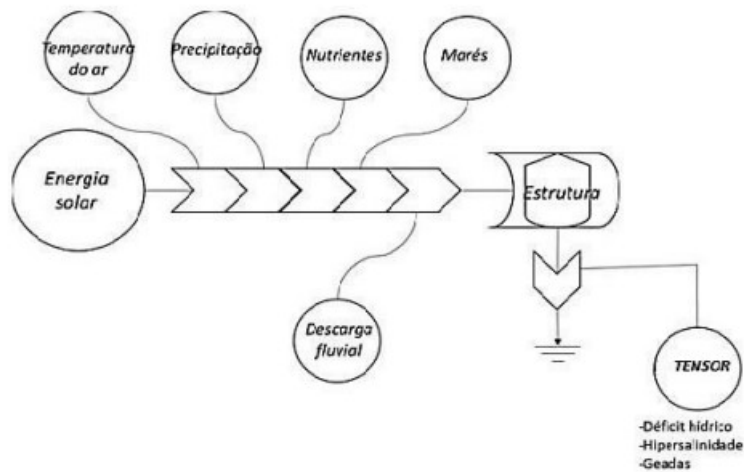 Temperatura
do ar
Precipitação
Nutrientes
Marés
Energia
solar
Estrutura
Descarga
fluvial
TENSOR
-Déficit hídrico
-Hipersalinidade
-Geadas